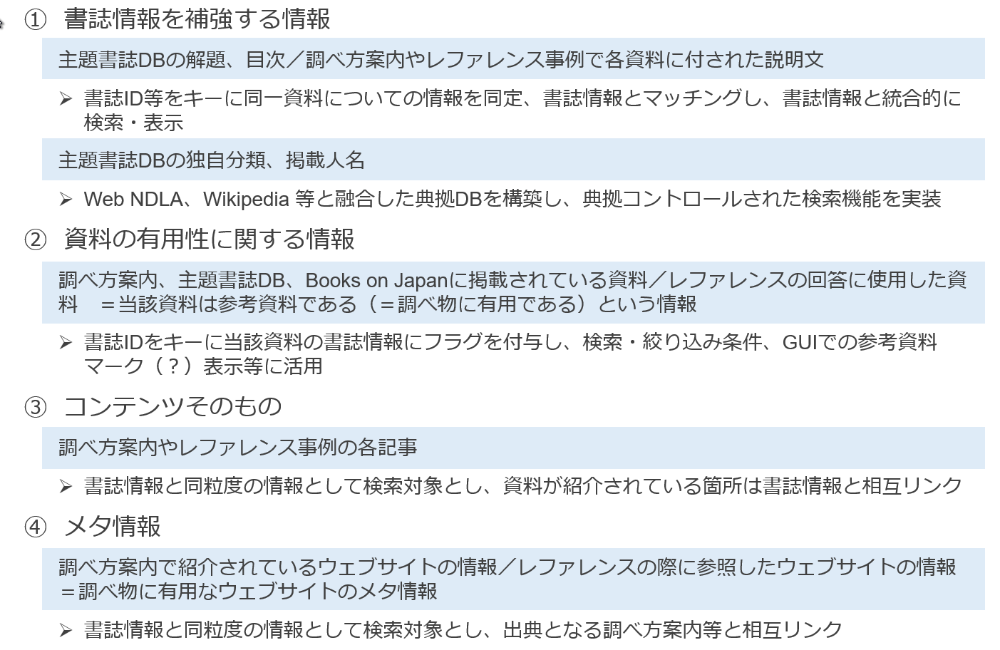 ① 書誌情報を補強する情報
主題書誌DBの解題、目次／調べ方案内やレファレンス事例で各資料に付された説明文
➢ 書誌ID等をキーに同一資料についての情報を同定、書誌情報とマッチングし、書誌情報と統合的に
検索・表示
主題書誌DBの独自分類、掲載人名
➢ Web NDLA、Wikipedia 等と融合した典拠DBを構築し、典拠コントロールされた検索機能を実装
② 資料の有用性に関する情報
調べ方案内、主題書誌DB、Books on Japanに掲載されている資料／レファレンスの回答に使用した資
料　＝当該資料は参考資料である（＝調べ物に有用である）という情報
➢ 書誌IDをキーに当該資料の書誌情報にフラグを付与し、検索・絞り込み条件、GUIでの参考資料
マーク（？）表示等に活用
③ コンテンツそのもの
調べ方案内やレファレンス事例の各記事
➢ 書誌情報と同粒度の情報として検索対象とし、資料が紹介されている箇所は書誌情報と相互リンク
④ メタ情報
調べ方案内で紹介されているウェブサイトの情報／レファレンスの際に参照したウェブサイトの情報
＝調べ物に有用なウェブサイトのメタ情報
➢ 書誌情報と同粒度の情報として検索対象とし、出典となる調べ方案内等と相互リンク